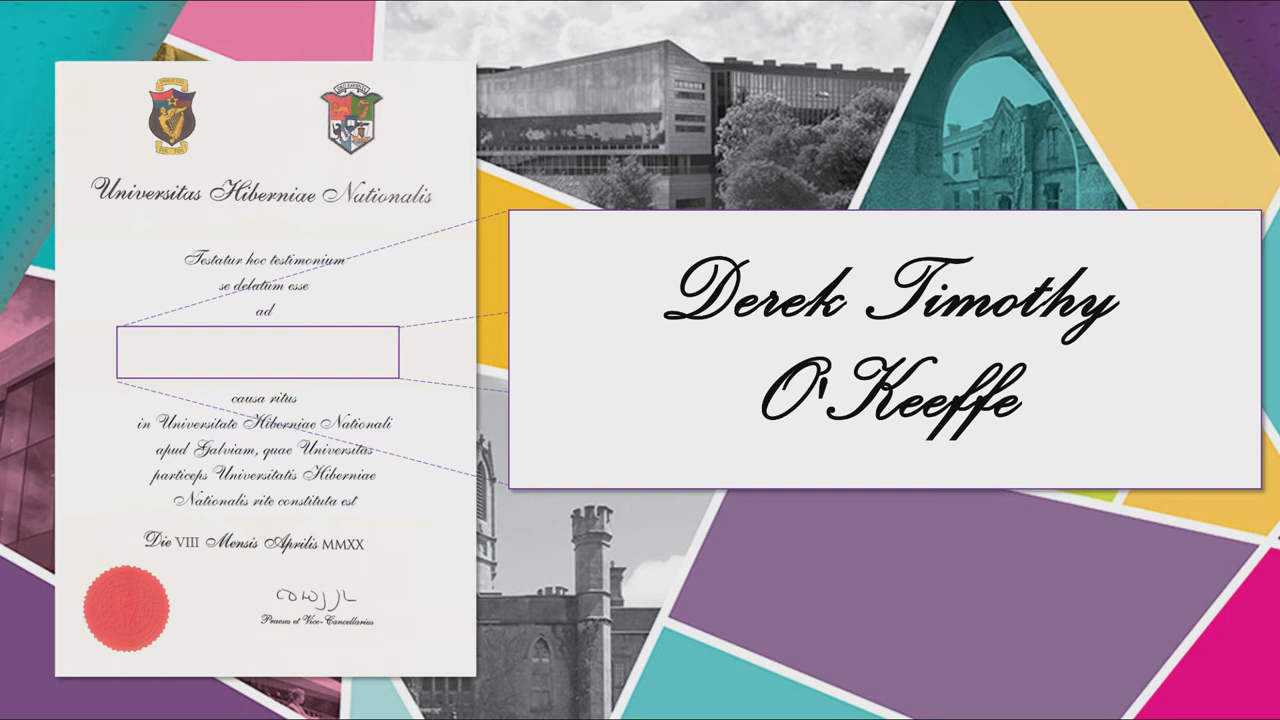 Universitas Hiberniae Nationalis
Testatur hoc testimonium
se delatum esse
ad
causa ritus
in Universitate Hiberniae Nationali
apud Galviam, quae Universitas
particeps Universitatis Hiberniae
Nationalis rite constituta est
Die VIII Mensis Aprilis MMXX
Praeses et Vice-Cancellarius
Derek Timothy
O'Keeffe